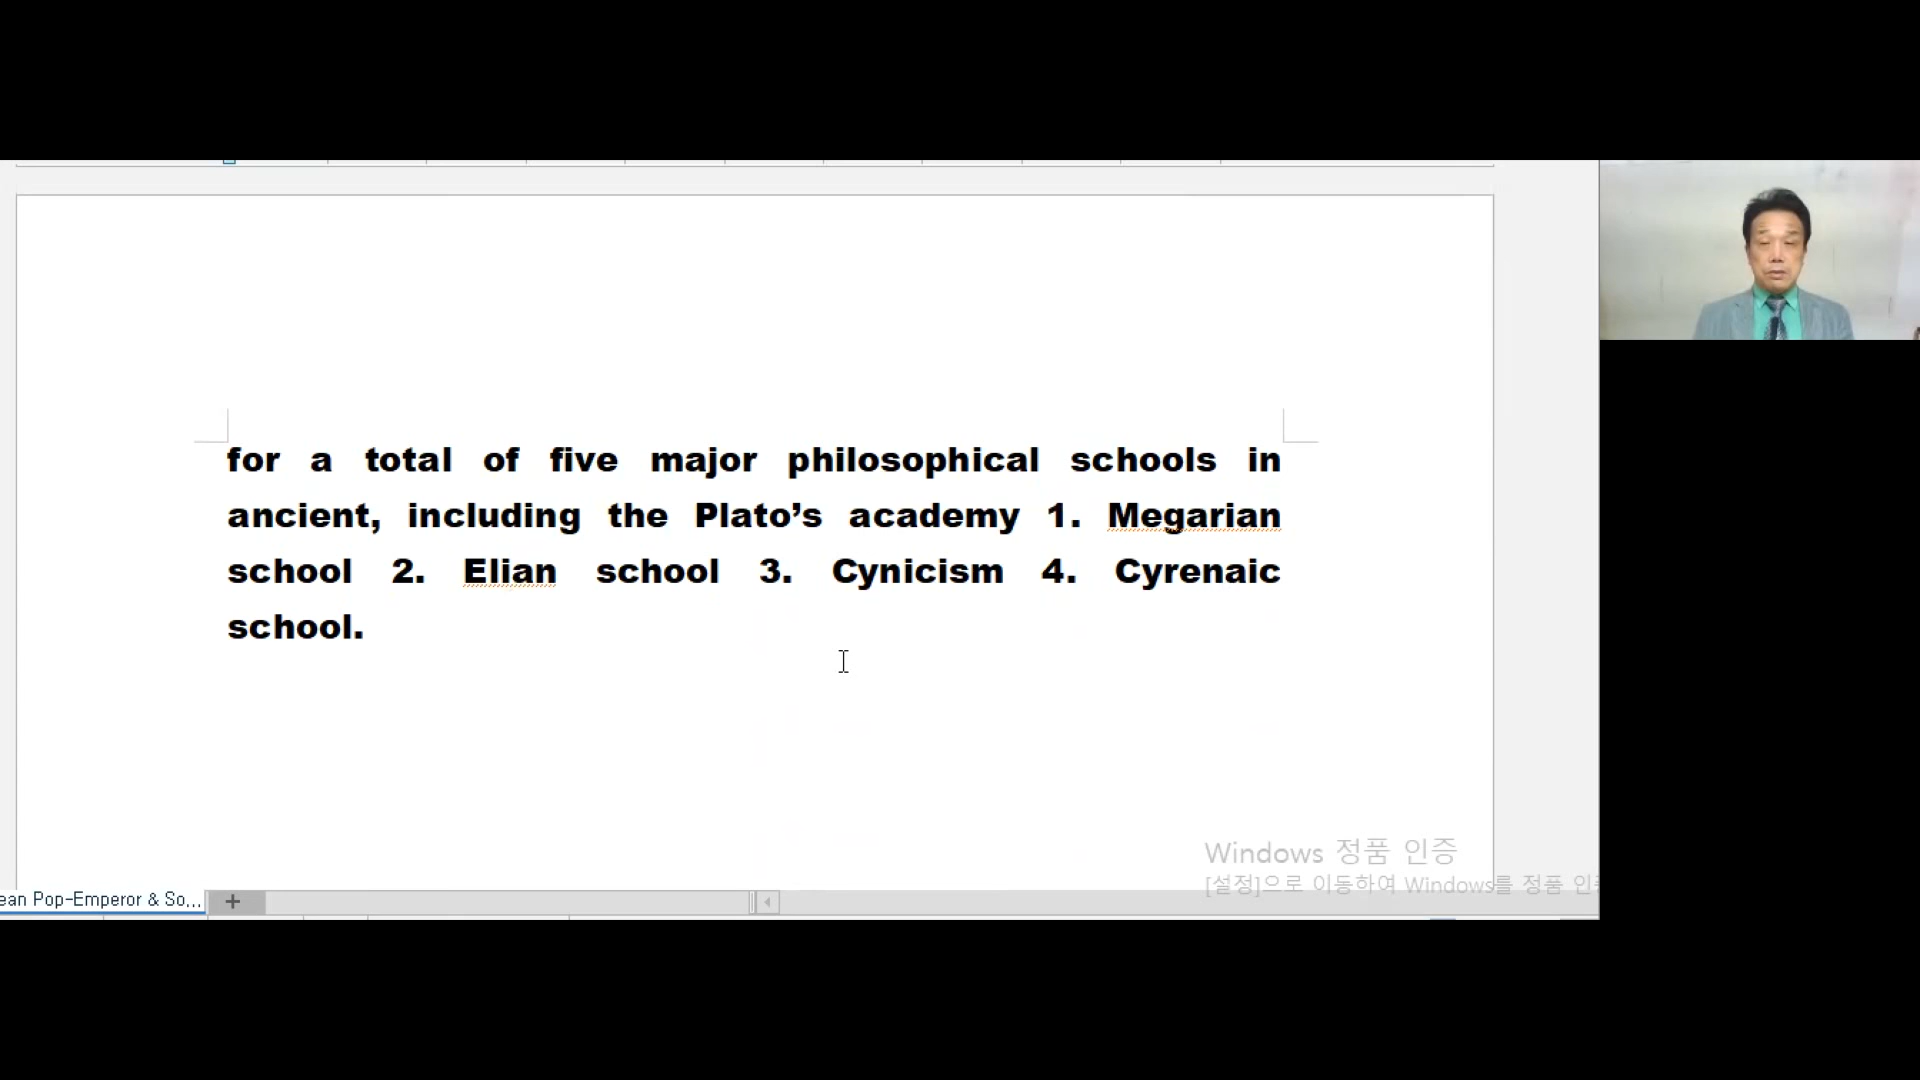 for a total of five major philosophical schools in
ancient, including the Plato’s academy 1. Megarian
school 2. Elian school 3. Cynicism 4. Cyrenaic
school.
Windows 정품 인증
[설정]으로 이동하여 Windows를 정품
ean Pop-Emperor & So...